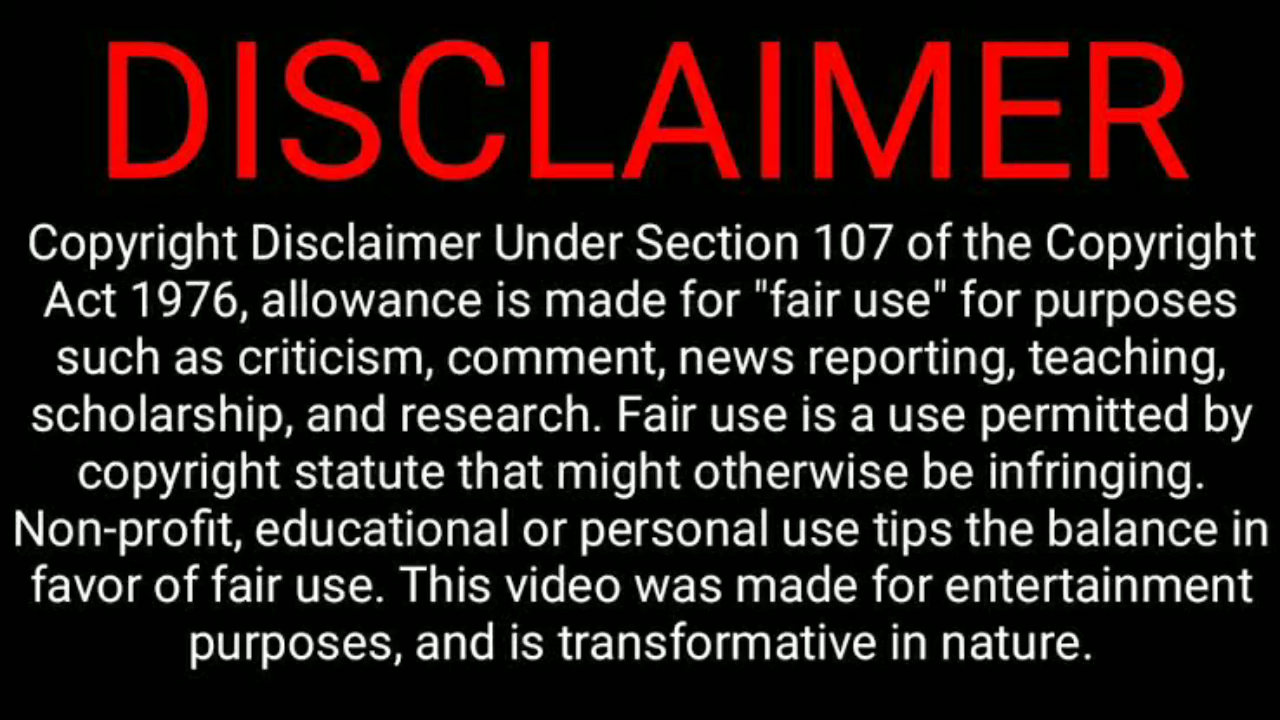 DISCLAIMER
Copyright Disclaimer Under Section 107 of the Copyright
Act 1976, allowance is made for "fair use" for purposes
such as criticism, comment, news reporting, teaching,
scholarship, and research. Fair use is a use permitted by
copyright statute that might otherwise be infringing.
Non-profit, educational or personal use tips the balance in
favor of fair use. This video was made for entertainment
purposes, and is transformative in nature.